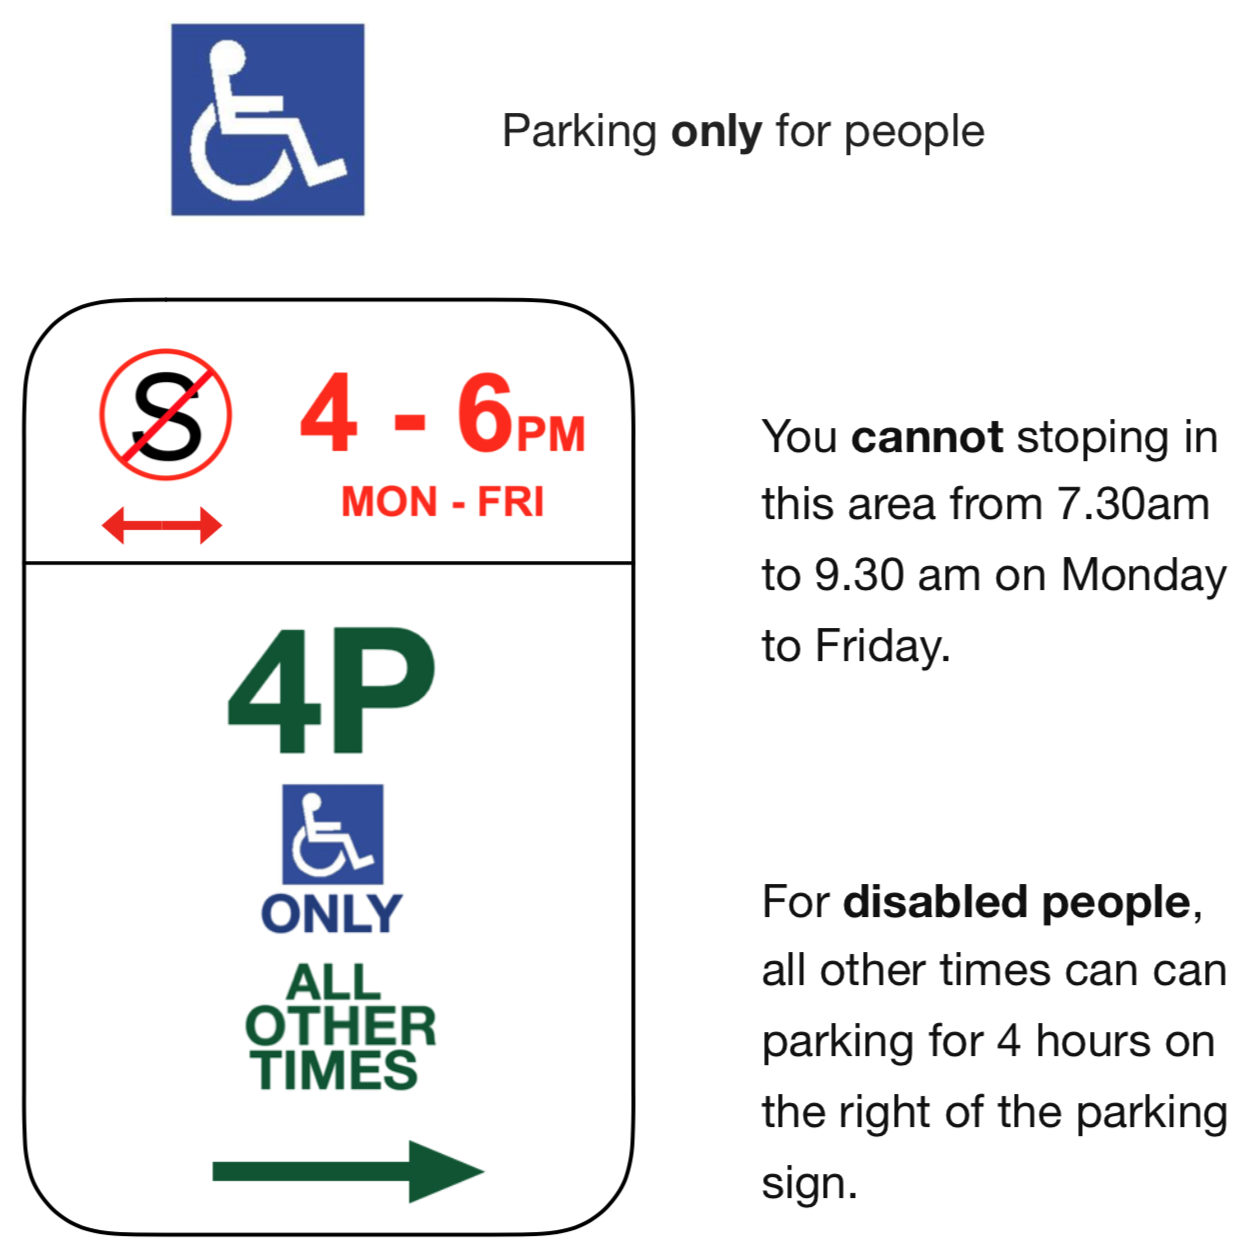 Parking only for people
S 4 - 6PM
MON - FRI
You cannot stoping in
this area from 7.30am
to 9.30 am on Monday
to Friday.
4P
ONLY
ALL
OTHER
TIMES
For disabled people,
all other times can can
parking for 4 hours on
the right of the parking
sign.